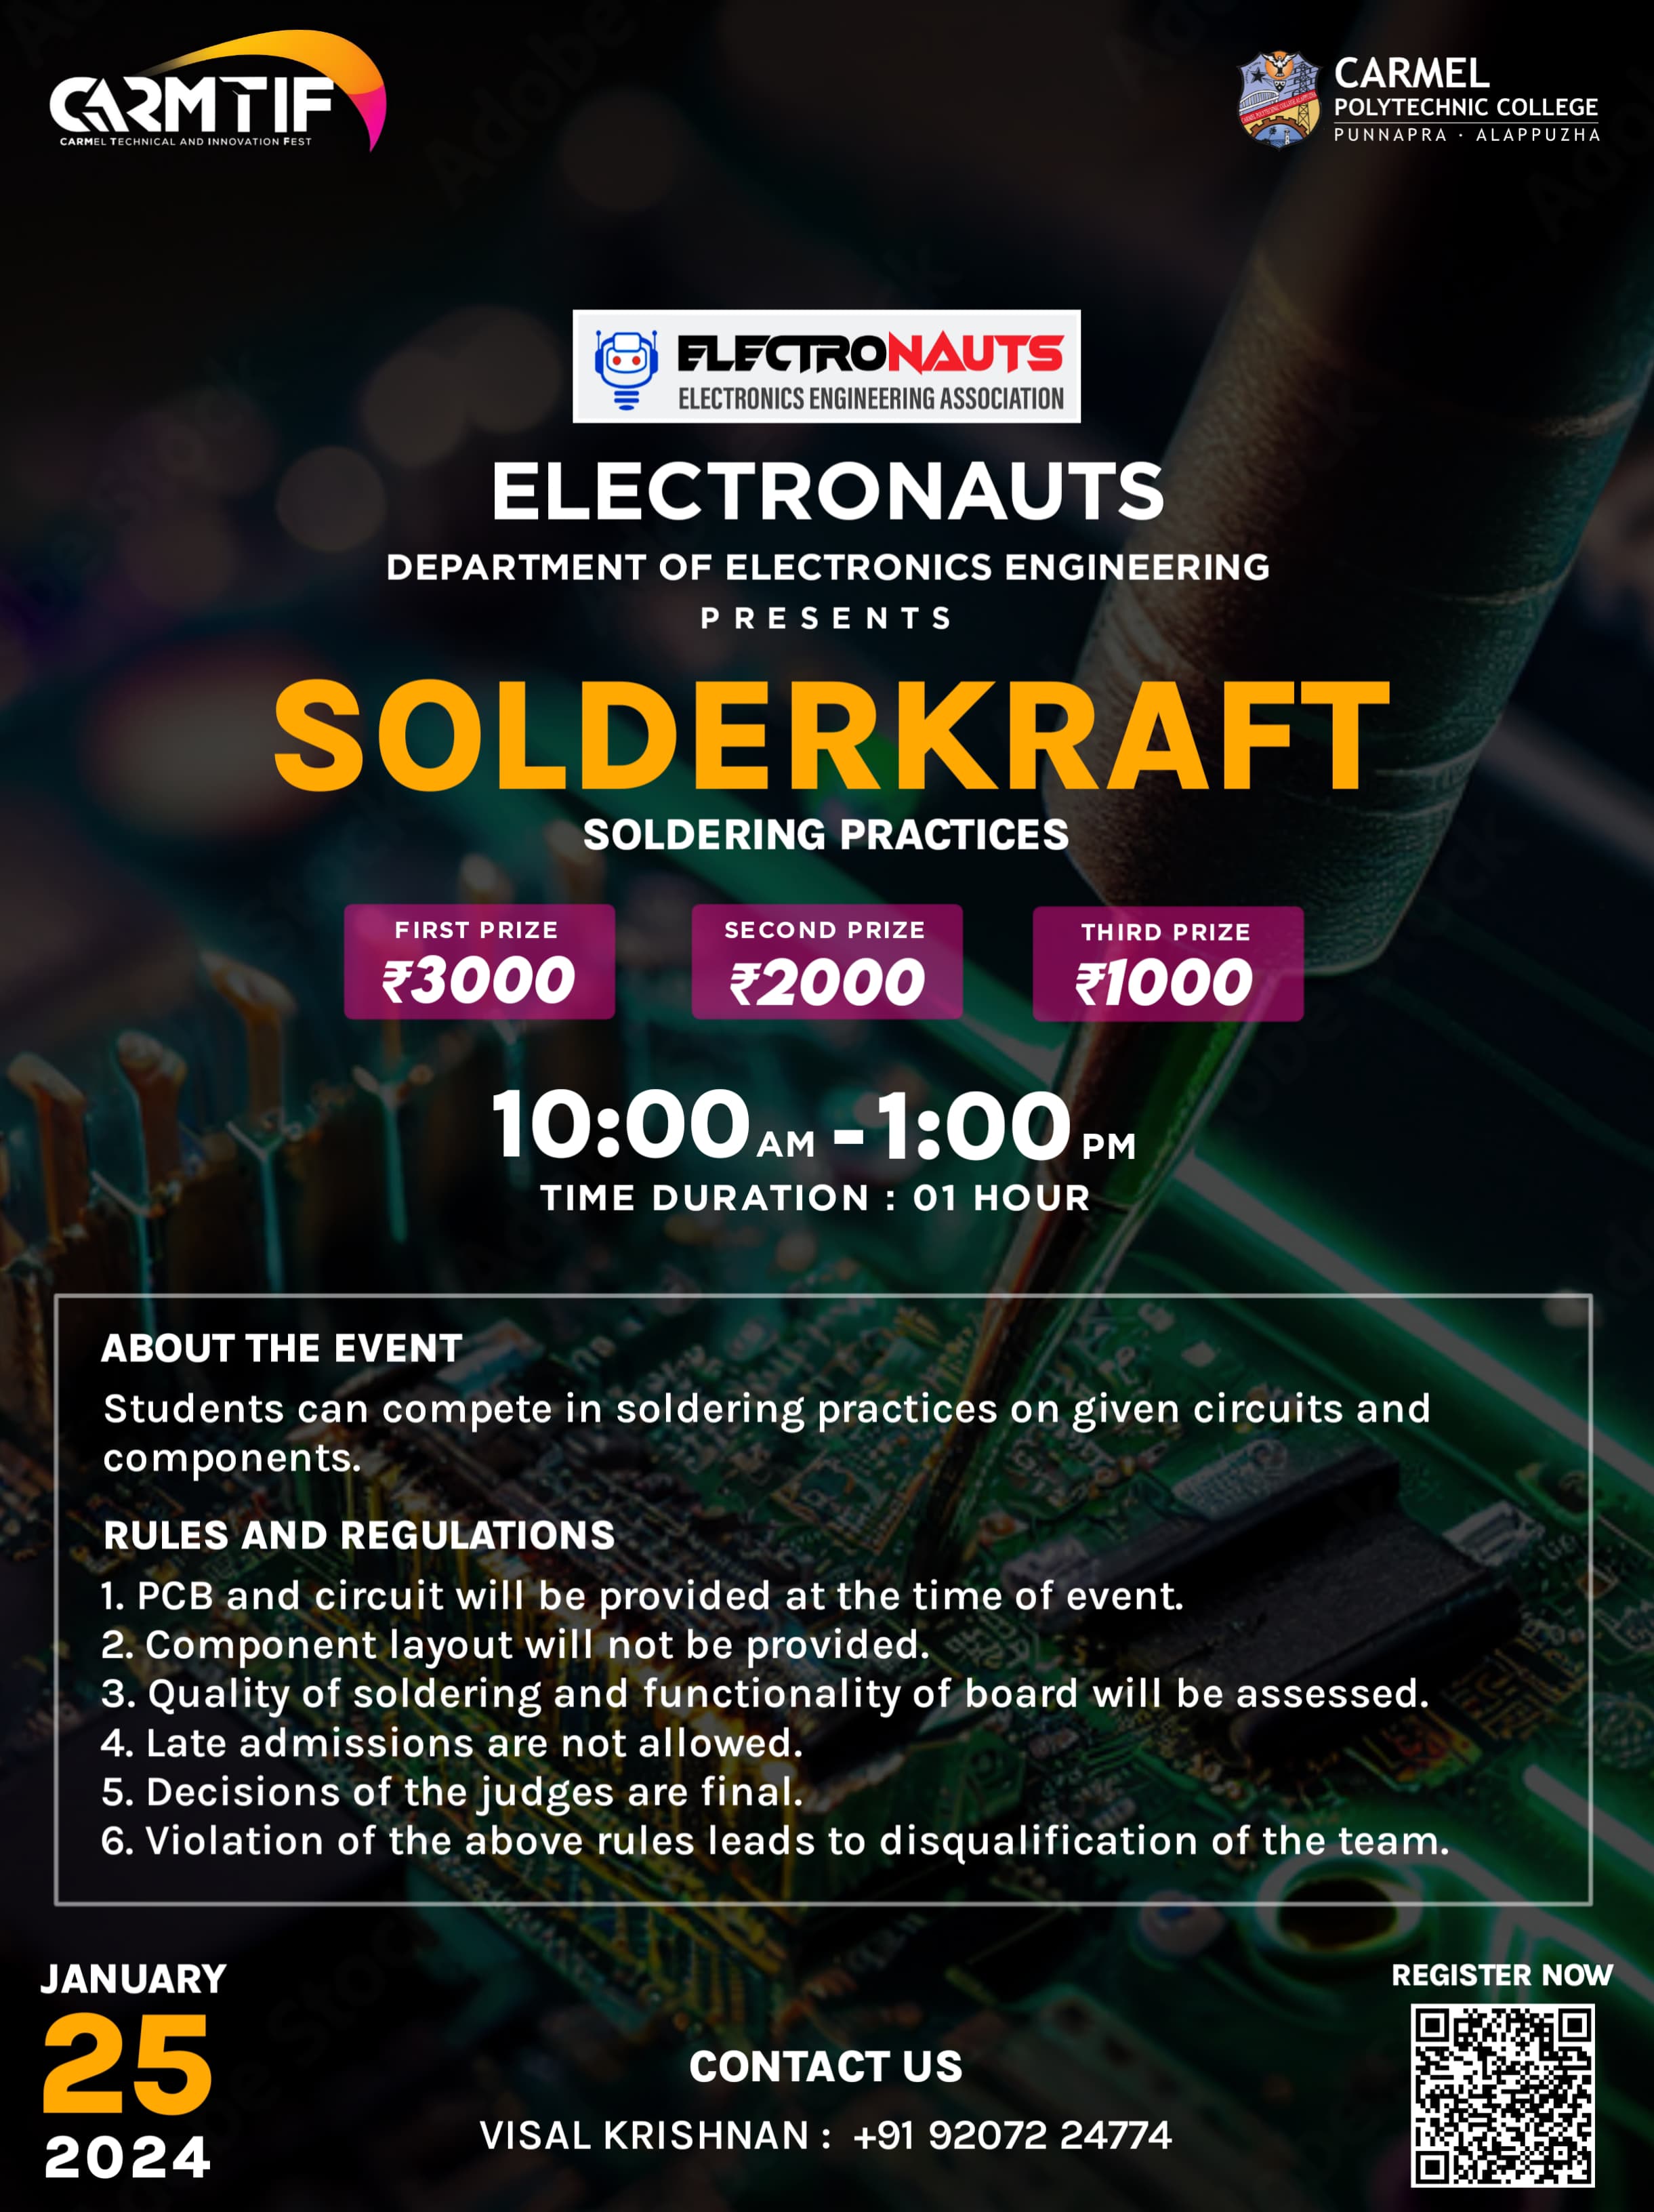 CARMTIF
CARMEL TECHNICAL AND INNOVATION FEST
CARMEL
POLYTECHNIC COLLEGE
PUNNAPRA · ALAPPUZHA
ELECTRONAUTS
ELECTRONICS ENGINEERING ASSOCIATION
ELECTRONAUTS
DEPARTMENT OF ELECTRONICS ENGINEERING
PRESENTS
SOLDERKRAFT
SOLDERING PRACTICES
FIRST PRIZE
₹3000
SECOND PRIZE
₹2000
THIRD PRIZE
₹1000
10:00 AM - 1:00 PM
TIME DURATION : 01 HOUR
ABOUT THE EVENT
Students can compete in soldering practices on given circuits and
components.
RULES AND REGULATIONS
1. PCB and circuit will be provided at the time of event.
2. Component layout will not be provided.
3. Quality of soldering and functionality of board will be assessed.
4. Late admissions are not allowed.
5. Decisions of the judges are final.
6. Violation of the above rules leads to disqualification of the team.
JANUARY
25
2024
CONTACT US
VISAL KRISHNAN : +91 92072 24774
REGISTER NOW